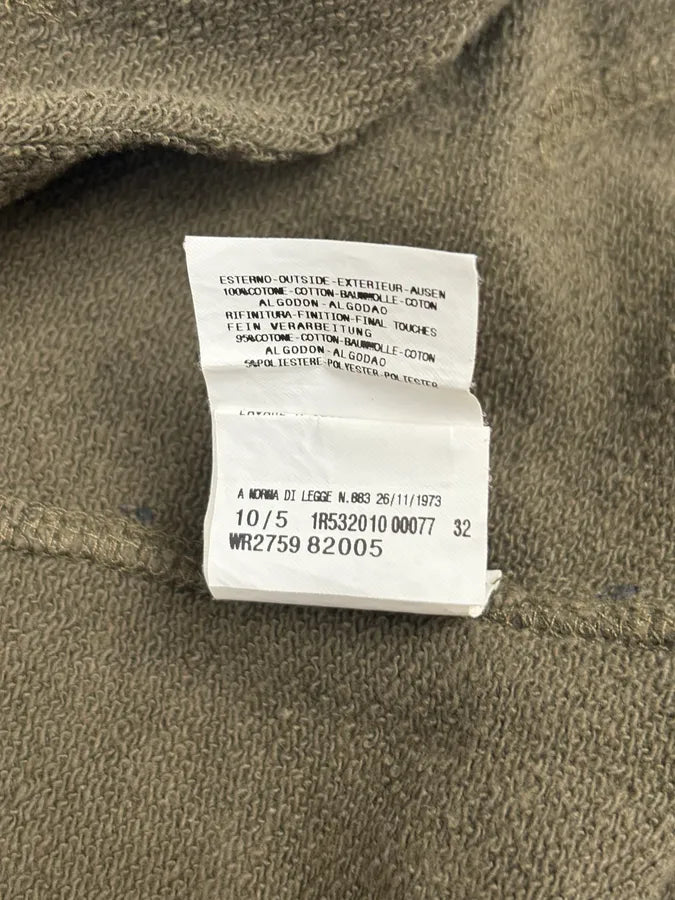 ESTERNO-OUTSIDE-EXTERIEUR-AUSEN
100%COTONE-COTTON-BAUMWOLLE-COTON
ALGODON-ALGODAO
RIFINITURA-FINITION-FINAL TOUCHES
FEIN VERARBEITUNG
95%COTONE-COTTON-BAUMWOLLE-COTON
ALGODON-ALGODAO
5%POLIESTERE-POLYESTER-POLIESTER
A NORMA DI LEGGE N.883 26/11/1973
10/5 1R532010 00077 32
WR2759 82005